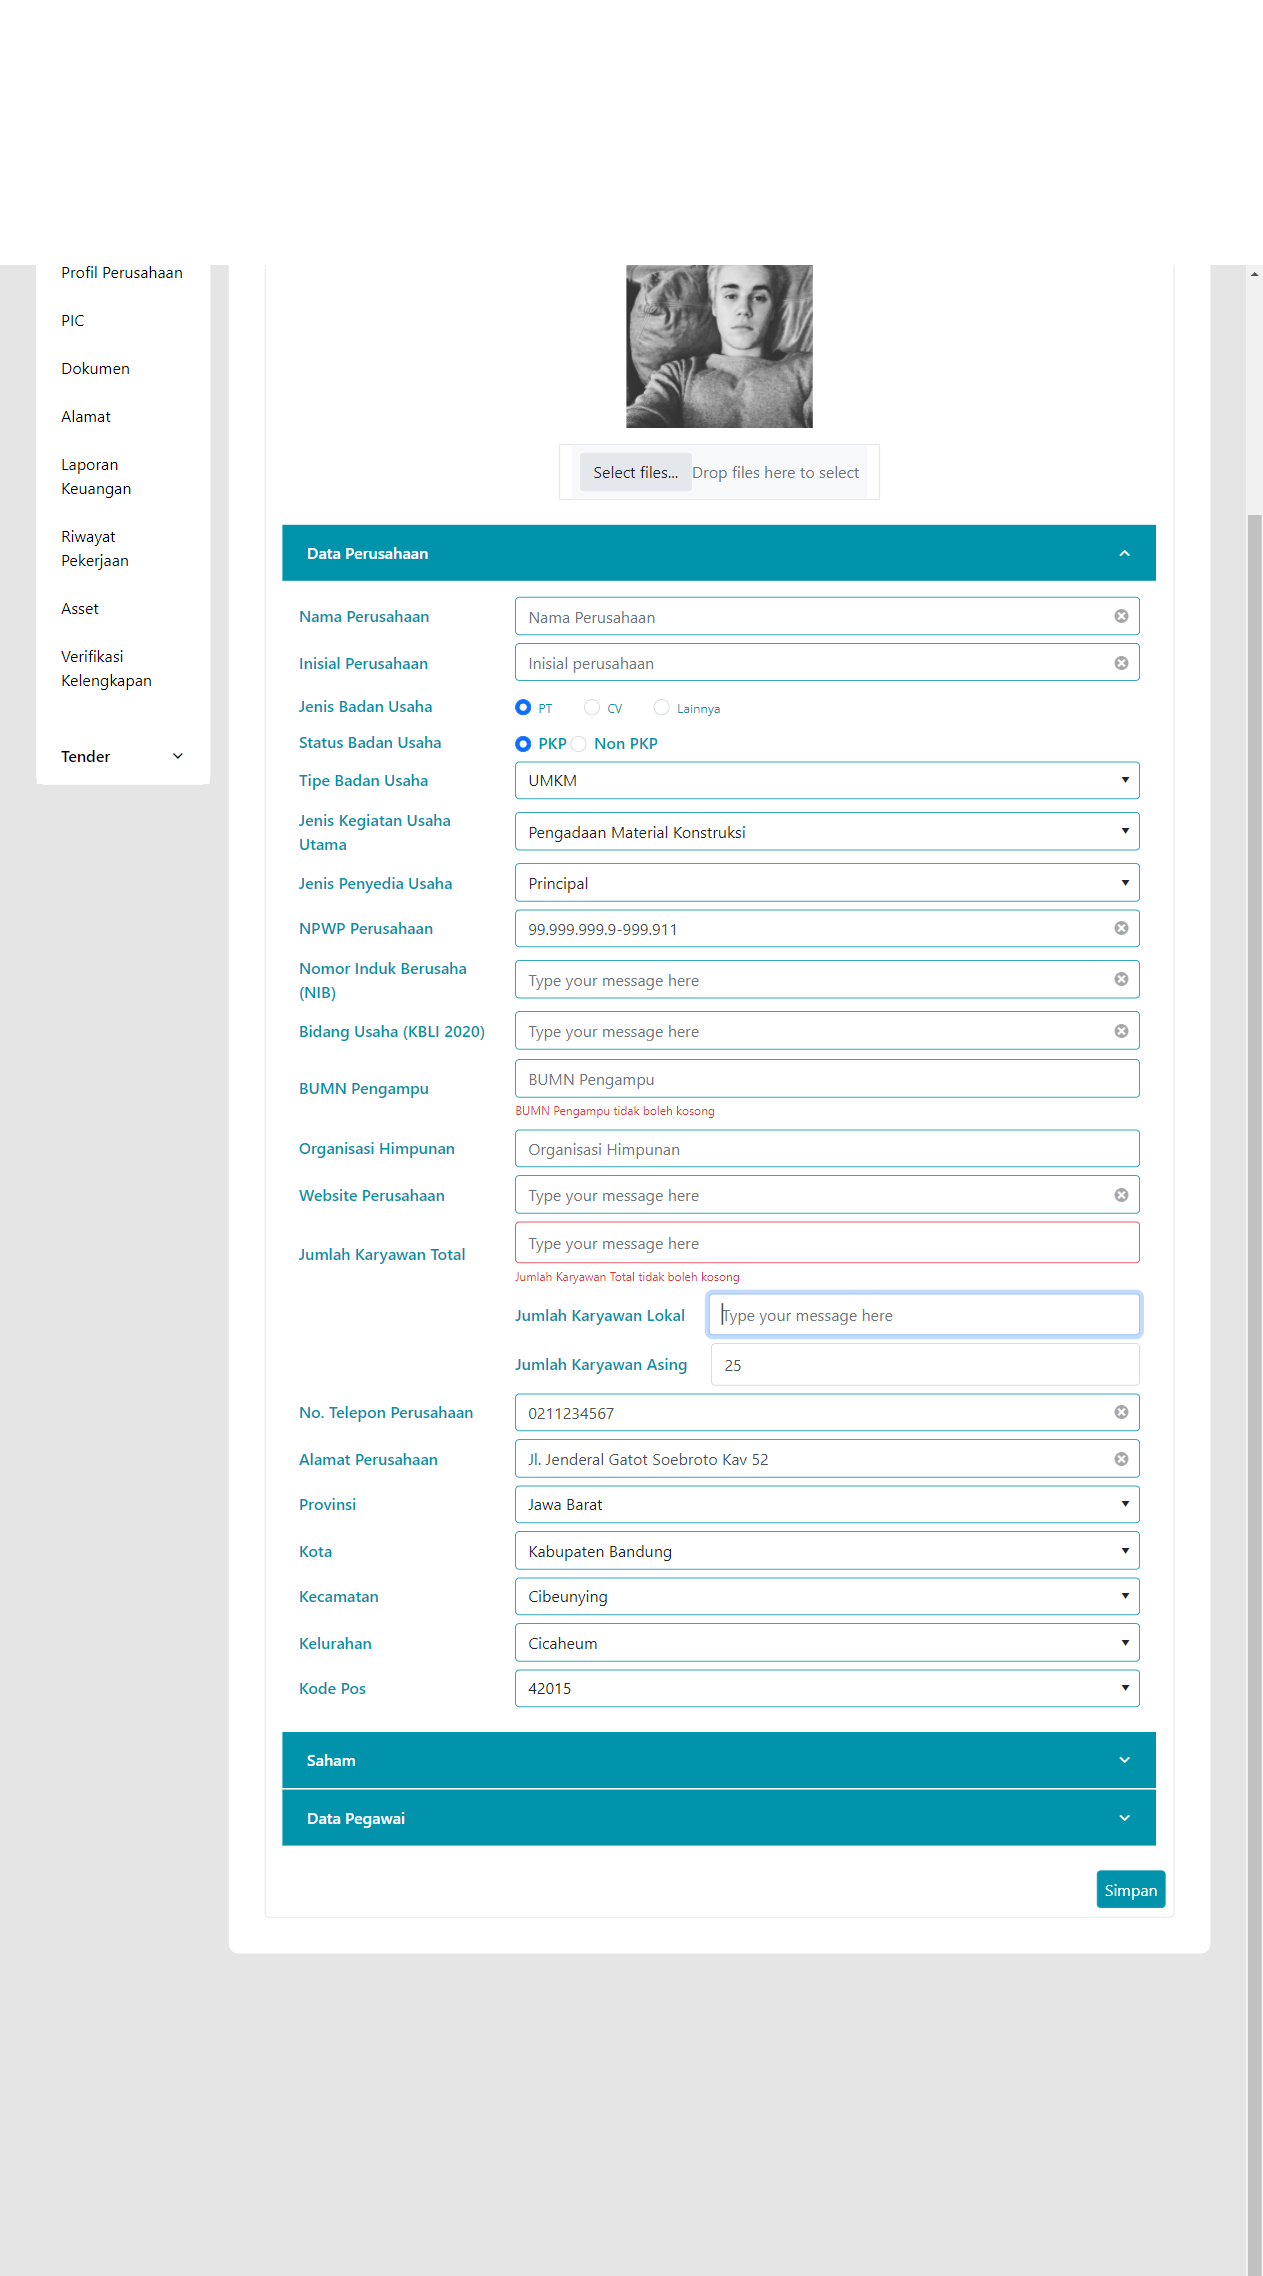 Profil Perusahaan
PIC
Dokumen
Alamat
Laporan
Keuangan
Riwayat
Pekerjaan
Asset
Verifikasi
Kelengkapan
Tender
Select files... Drop files here to select
Data Perusahaan
Nama Perusahaan Nama Perusahaan
Inisial Perusahaan Inisial perusahaan
Jenis Badan Usaha PT CV Lainnya
Status Badan Usaha PKP Non PKP
Tipe Badan Usaha UMKM
Jenis Kegiatan Usaha
Utama
Pengadaan Material Konstruksi
Jenis Penyedia Usaha Principal
NPWP Perusahaan 99.999.999.9-999.911
Nomor Induk Berusaha
(NIB)
Type your message here
Bidang Usaha (KBLI 2020) Type your message here
BUMN Pengampu BUMN Pengampu
BUMN Pengampu tidak boleh kosong
Organisasi Himpunan Organisasi Himpunan
Website Perusahaan Type your message here
Jumlah Karyawan Total Type your message here
Jumlah Karyawan Total tidak boleh kosong
Jumlah Karyawan Lokal Type your message here
Jumlah Karyawan Asing 25
No. Telepon Perusahaan 0211234567
Alamat Perusahaan Jl. Jenderal Gatot Soebroto Kav 52
Provinsi Jawa Barat
Kota Kabupaten Bandung
Kecamatan Cibeunying
Kelurahan Cicaheum
Kode Pos 42015
Saham
Data Pegawai
Simpan